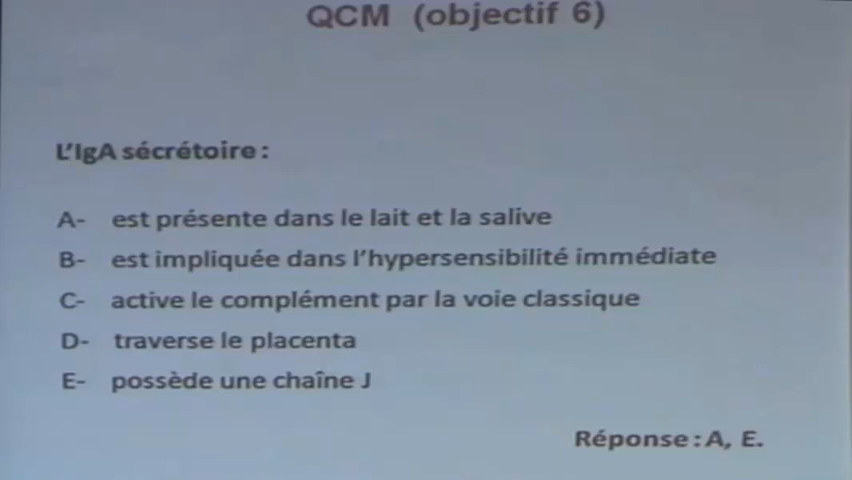 QCM (objectif 6)
L'IgA sécrétoire :
A- est présente dans le lait et la salive
B- est impliquée dans l'hypersensibilité immédiate
C- active le complément par la voie classique
D- traverse le placenta
E- possède une chaîne J
Réponse : A, E.